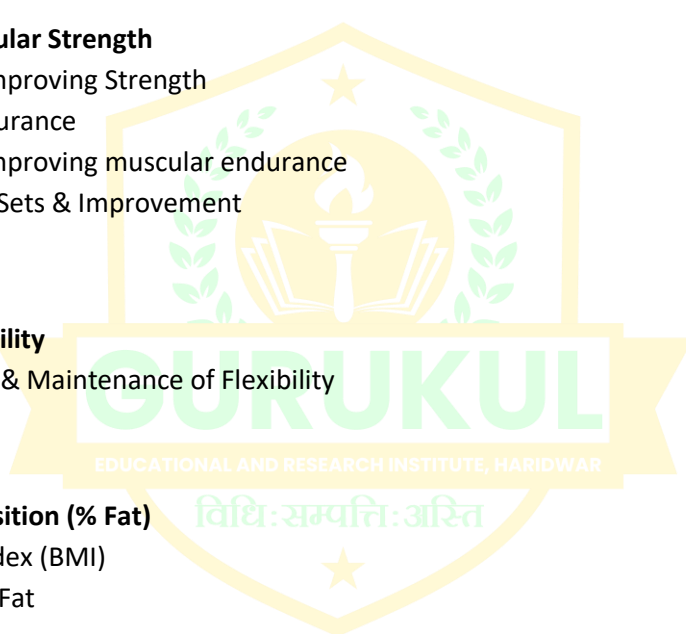 ular Strength
mproving Strength
urance
mproving muscular endurance
Sets & Improvement
ility
& Maintenance of Flexibility
GURUKUL
EDUCATIONAL AND RESEARCH INSTITUTE, HARIDWAR
sition (% Fat)
विधि:सम्पत्ति:अस्ति
dex (BMI)
Fat